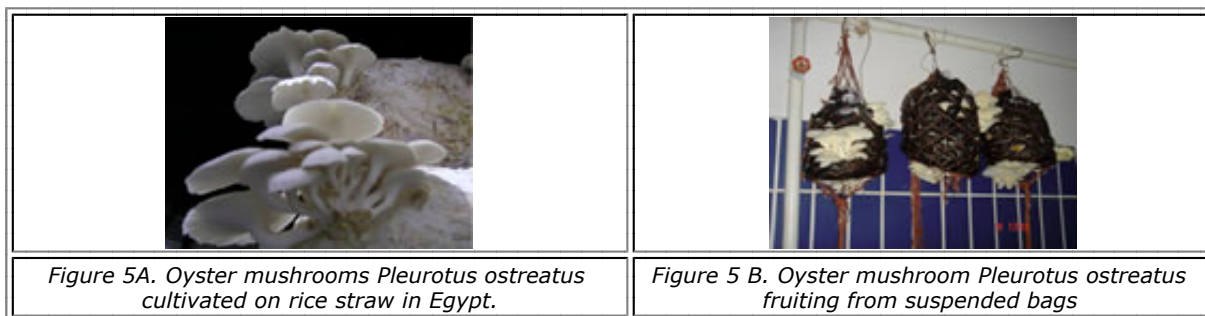 Figure 5A. Oyster mushrooms Pleurotus ostreatus
cultivated on rice straw in Egypt.
Figure 5 B. Oyster mushroom Pleurotus ostreatus
fruiting from suspended bags